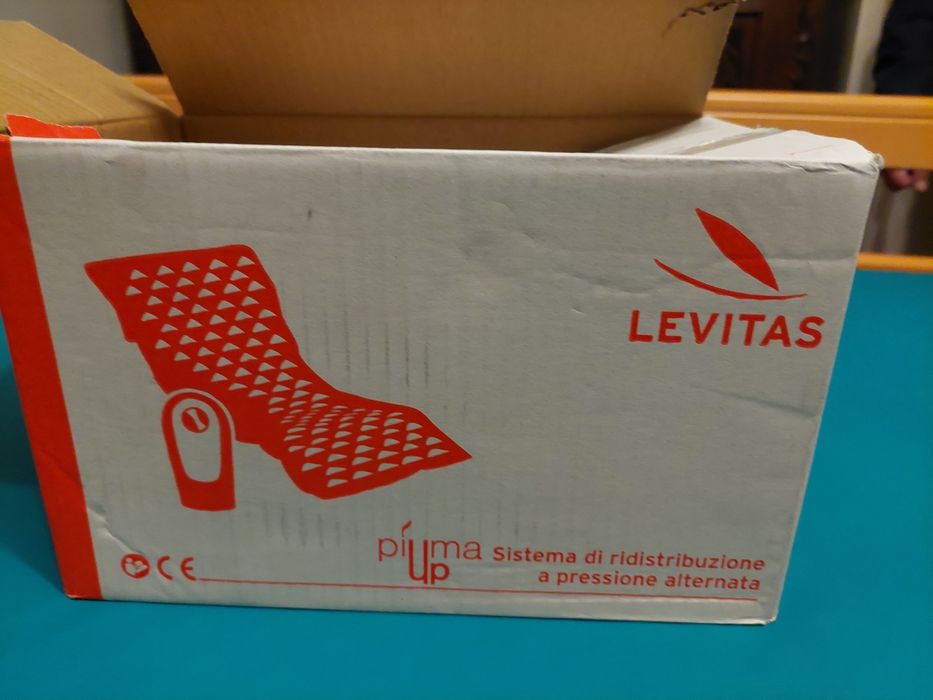 LEVITAS
piuma up
Sistema di ridistribuzione
a pressione alternata
CE